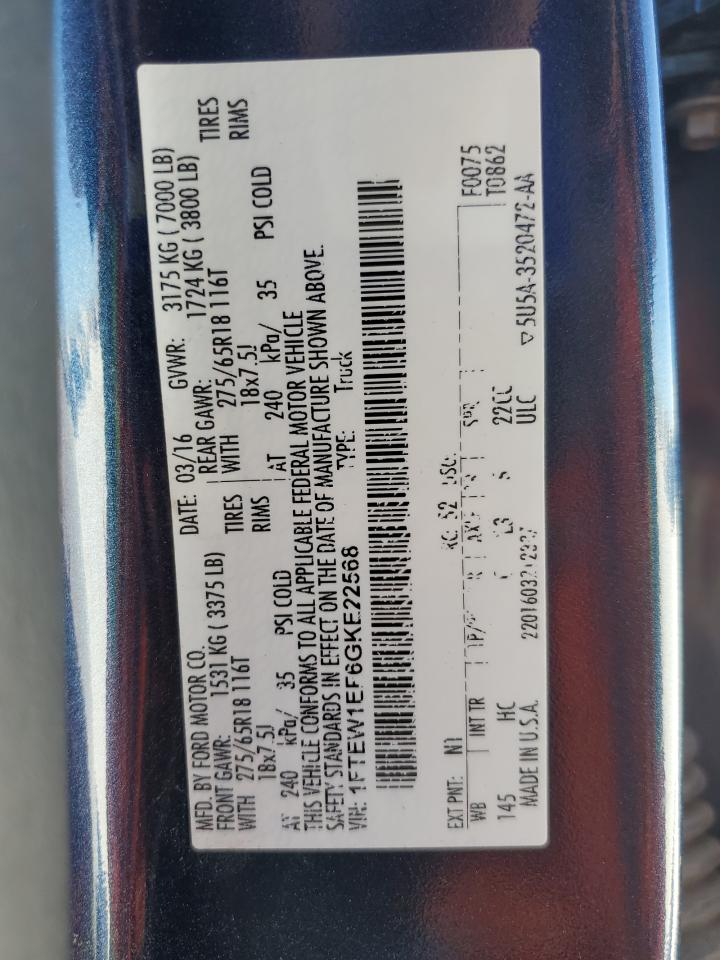 MFD. BY FORD MOTOR CO.
DATE: 03/16 GVWR: 3175 KG ( 7000 LB)
FRONT GAWR: 1531 KG ( 3375 LB) REAR GAWR: 1724 KG ( 3800 LB)
WITH 275/65R18 116T TIRES WITH 275/65R18 116T TIRES
18x7.5J RIMS 18x7.5J RIMS
AT 240 kPa/ 35 PSI COLD AT 240 kPa/ 35 PSI COLD
THIS VEHICLE CONFORMS TO ALL APPLICABLE FEDERAL MOTOR VEHICLE
SAFETY STANDARDS IN EFFECT ON THE DATE OF MANUFACTURE SHOWN ABOVE.
VIN: 1FTEW1EF6GKE22568 TYPE: Truck
EXT PNT: N1 RC: 52 DSO: F0075
WB INT TR T0862
145 HC 22CC
MADE IN U.S.A. ULC
▽5U5A-3520472-AA